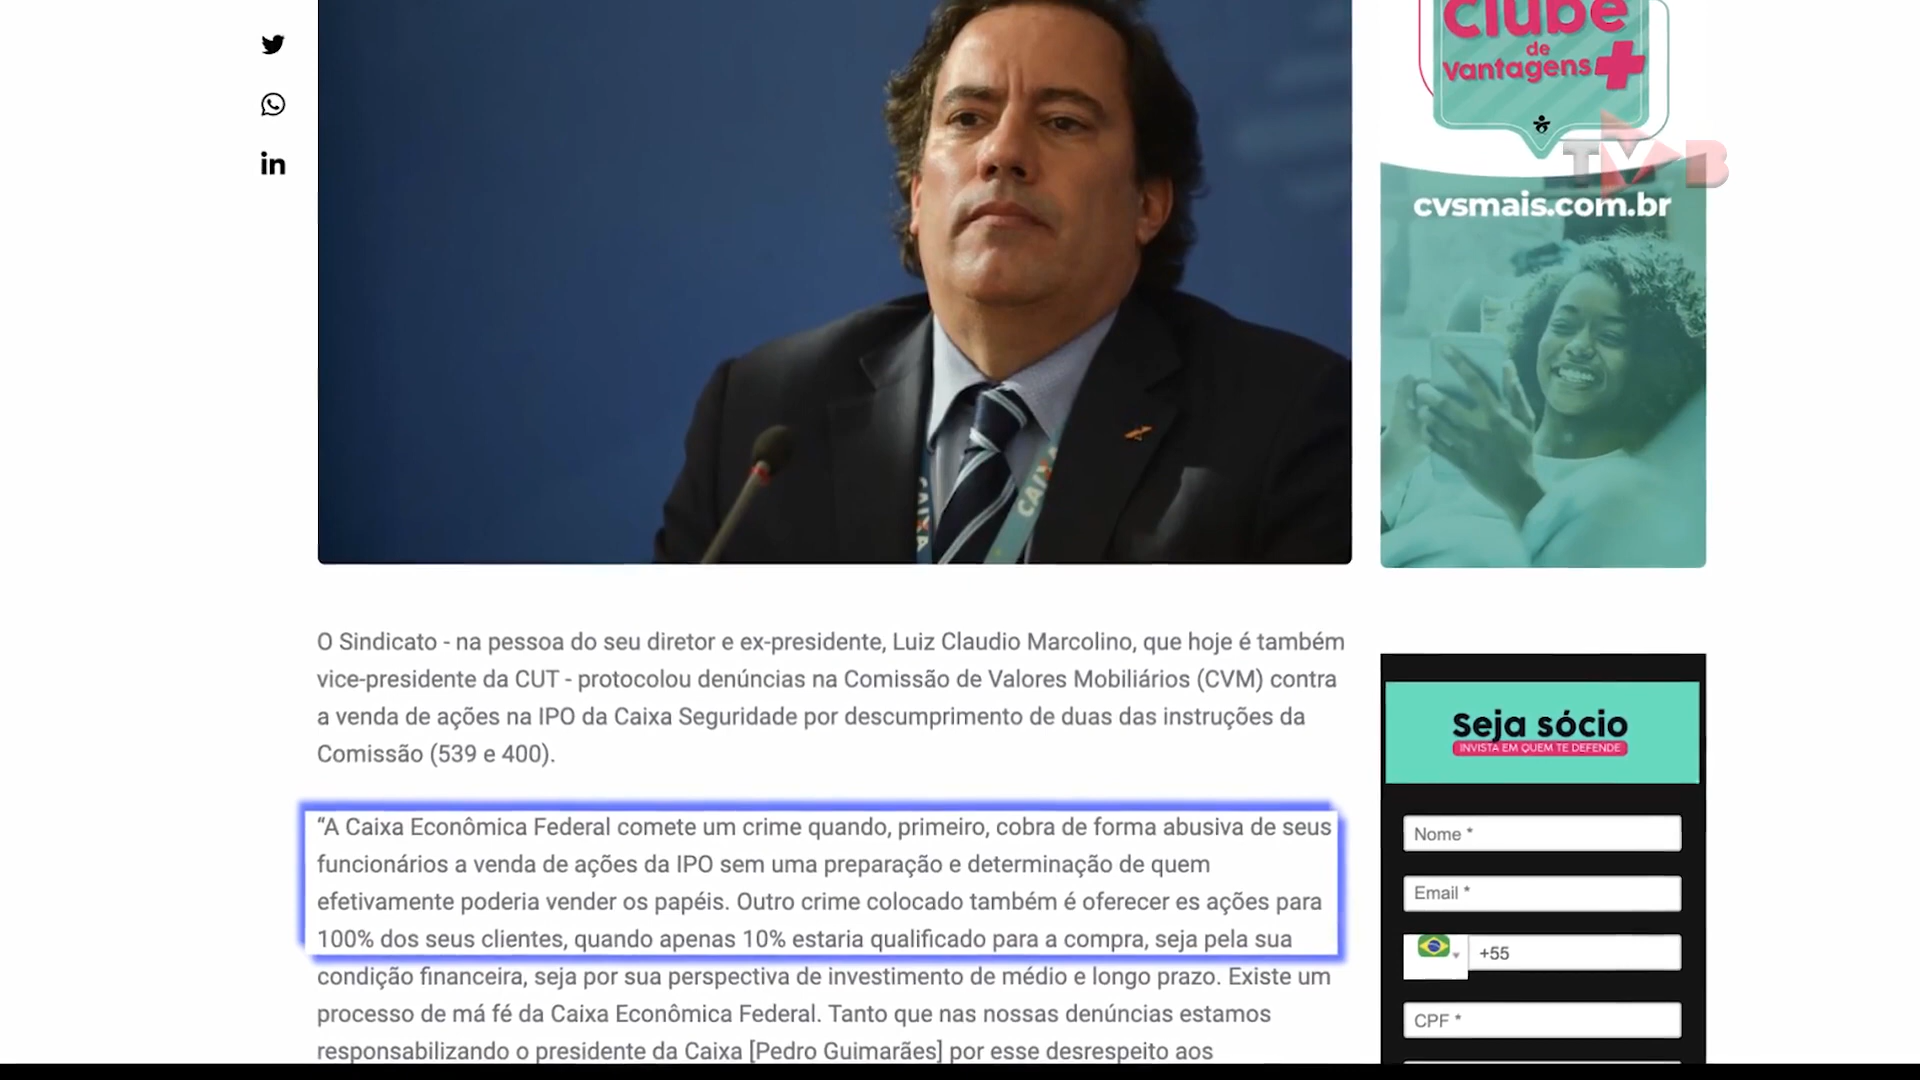 clube
de
vantagens
TVB
cvsmais.com.br
CAIXA
CAIXA
O Sindicato - na pessoa do seu diretor e ex-presidente, Luiz Claudio Marcolino, que hoje é também
vice-presidente da CUT - protocolou denúncias na Comissão de Valores Mobiliários (CVM) contra
a venda de ações na IPO da Caixa Seguridade por descumprimento de duas das instruções da
Comissão (539 e 400).
“A Caixa Econômica Federal comete um crime quando, primeiro, cobra de forma abusiva de seus
funcionários a venda de ações da IPO sem uma preparação e determinação de quem
efetivamente poderia vender os papéis. Outro crime colocado também é oferecer es ações para
100% dos seus clientes, quando apenas 10% estaria qualificado para a compra, seja pela sua
condição financeira, seja por sua perspectiva de investimento de médio e longo prazo. Existe um
processo de má fé da Caixa Econômica Federal. Tanto que nas nossas denúncias estamos
responsabilizando o presidente da Caixa [Pedro Guimarães] por esse desrespeito aos
Seja sócio
INVISTA EM QUEM TE DEFENDE
Nome *
Email *
+55
CPF *